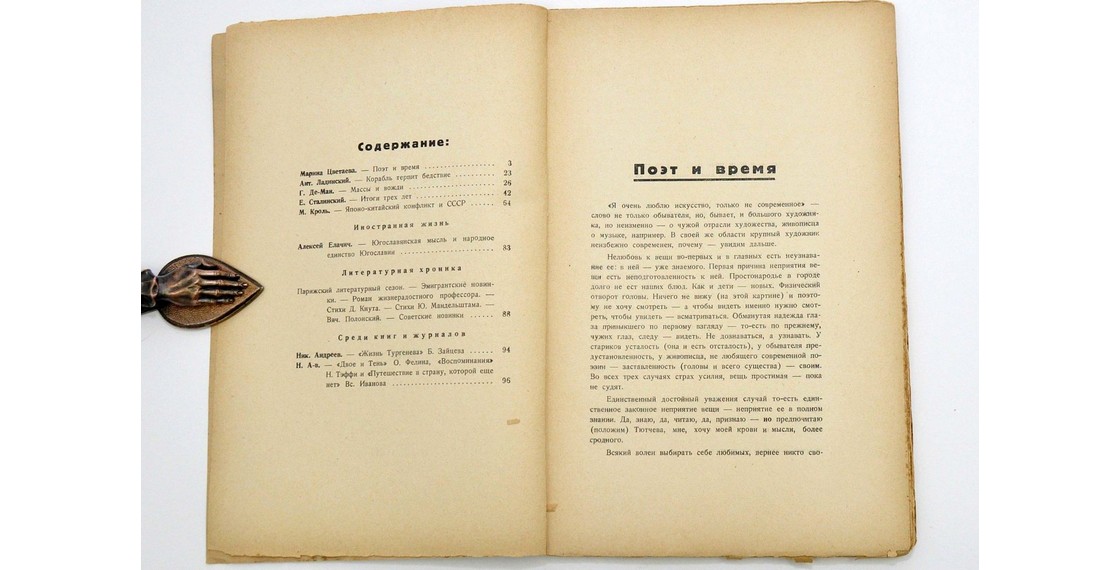 Содержание:
Марина Цветаева. — Поэт и время 3
Ант. Ладинский. — Корабль терпит бедствие 23
Г. Де-Ман. — Массы и вожди 26
Е. Сталинский. — Итоги трех лет 42
М. Кроль. — Японо-китайский конфликт и СССР 64
Иностранная жизнь
Алексей Елачич. — Югославинская мысль и народное
единство Югославии 83
Литературная хроника
Парижский литературный сезон. — Эмигрантские новин-
ки. — Роман жизнерадостного профессора. —
Стихи Д. Кнута. — Стихи Ю. Мандельштама. —
Вяч. Полонский. — Советские новинки 88
Среди книг и журналов
Ник. Андреев. — «Жизнь Тургенева» Б. Зайцева 94
Н. А-в. — «Двое и Тень» О. Фелина, «Воспоминания»
Н. Тэффи и «Путешествие в страну, которой еще
нет» Вс. Иванова 96
Поэт и время
«Я очень люблю искусство, только не современное» —
слово не только обывателя, но, бывает, и большого художни-
ка, но неизменно — о чужой отрасли художества, живописца
о музыке, например. В своей же области крупный художник
неизбежно современен, почему — увидим дальше.
Нелюбовь к вещи во-первых и в главных есть неузнава-
ние ее: в ней — уже знаемого. Первая причина неприятия ве-
щи есть неподготовленность к ней. Простонародье в городе
долго не ест наших блюд. Как и дети — новых. Физический
отворот головы. Ничего не вижу (на этой картине) и поэто-
му не хочу смотреть — а чтобы видеть именно нужно смо-
треть, чтобы увидеть — всматриваться. Обманутая надежда гла-
за привыкшего по первому взгляду — то-есть по прежнему,
чужих глаз, следу — видеть. Не дознаваться, а узнавать. У
стариков усталость (она и есть отсталость), у обывателя пре-
дустановленность, у живописца, не любящего современной по-
эзии — заставленность (головы и всего существа) — своим.
Во всех трех случаях страх усилия, вещь простимая — пока
не судят.
Единственный достойный уважения случай то-есть един-
ственное законное неприятие вещи — неприятие ее в полном
знании. Да, знаю, да, читаю, да, признаю — но предпочитаю
(положим) Тютчева, мне, хочу моей крови и мысли, более
сродного.
Всякий волен выбирать себе любимых, вернее никто сво-